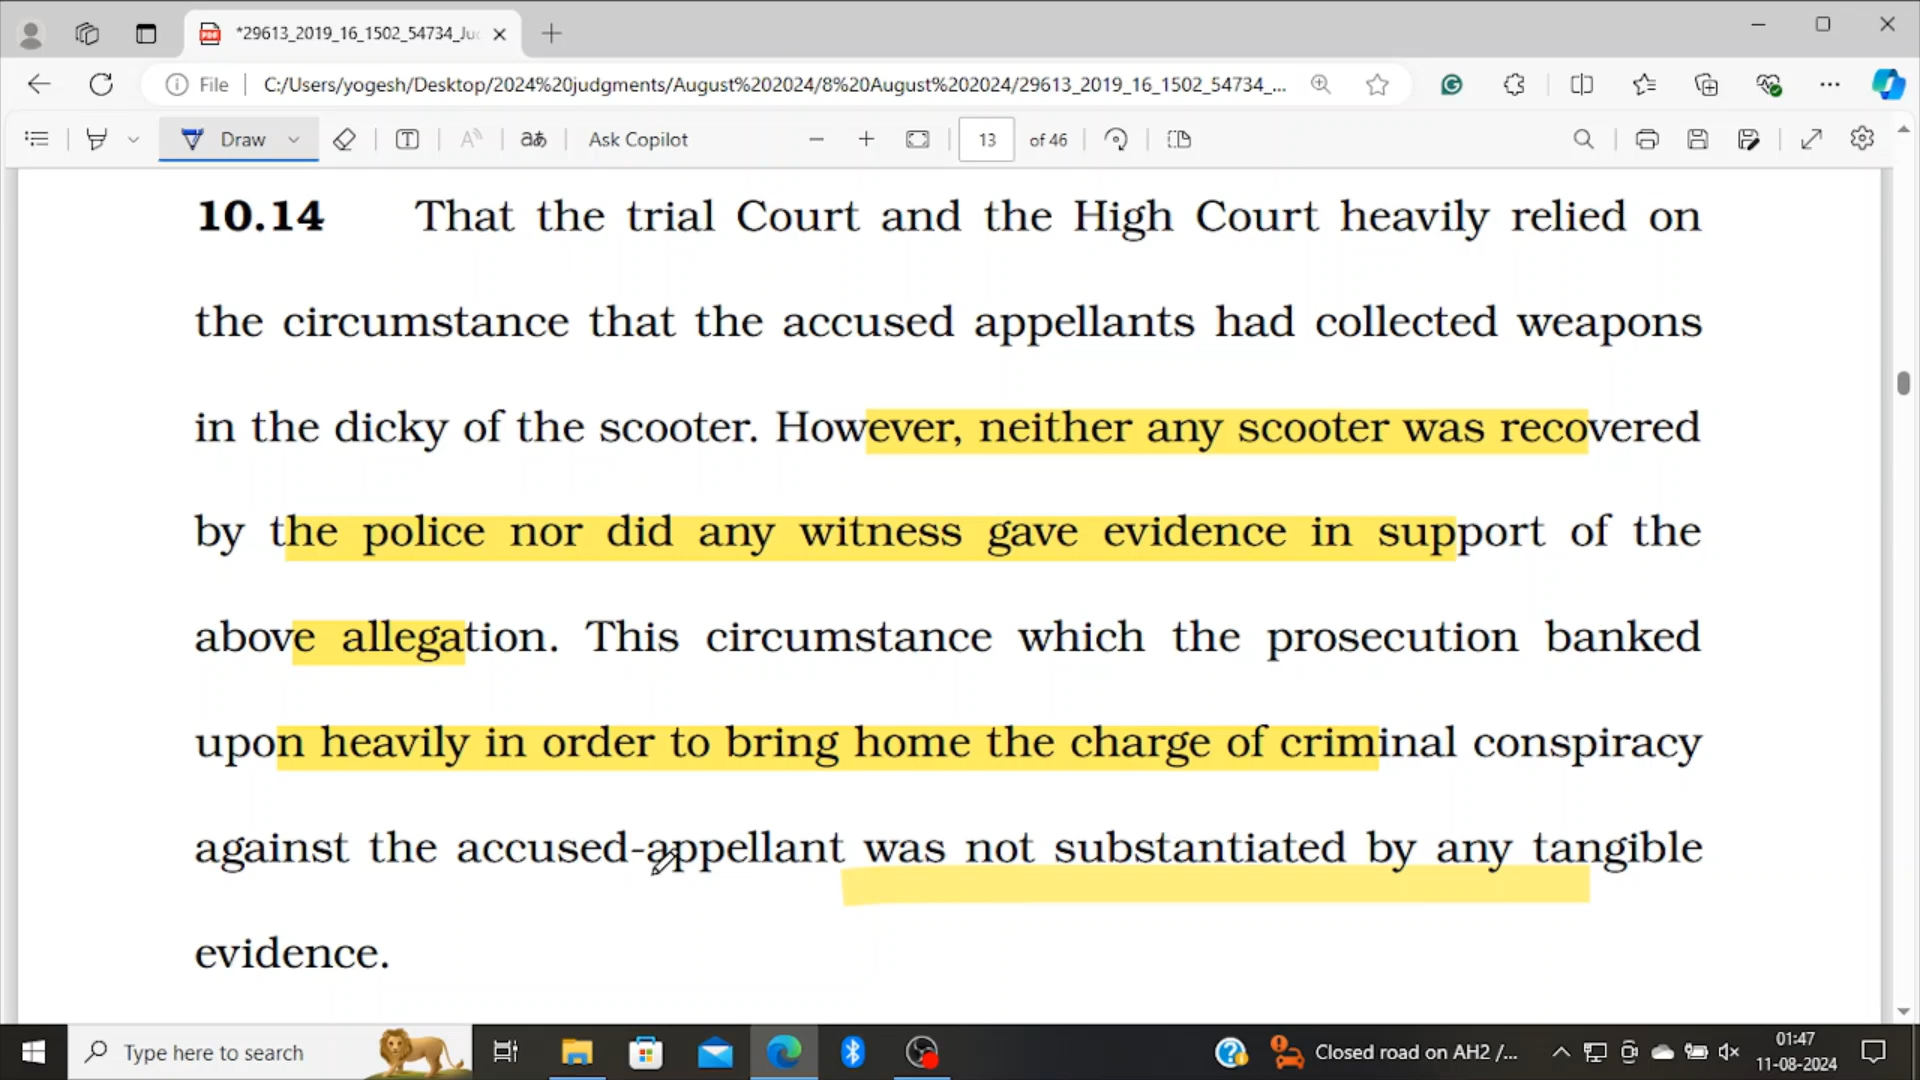 *29613_2019_16_1502_54734_Ju
File
C:/Users/yogesh/Desktop/2024%20judgments/August%202024/8%20August%202024/29613_2019_16_1502_54734_...
Draw
Ask Copilot
13 of 46
10.14 That the trial Court and the High Court heavily relied on
the circumstance that the accused appellants had collected weapons
in the dicky of the scooter. However, neither any scooter was recovered
by the police nor did any witness gave evidence in support of the
above allegation. This circumstance which the prosecution banked
upon heavily in order to bring home the charge of criminal conspiracy
against the accused-appellant was not substantiated by any tangible
evidence.
Type here to search
Closed road on AH2 /...
01:47
11-08-2024